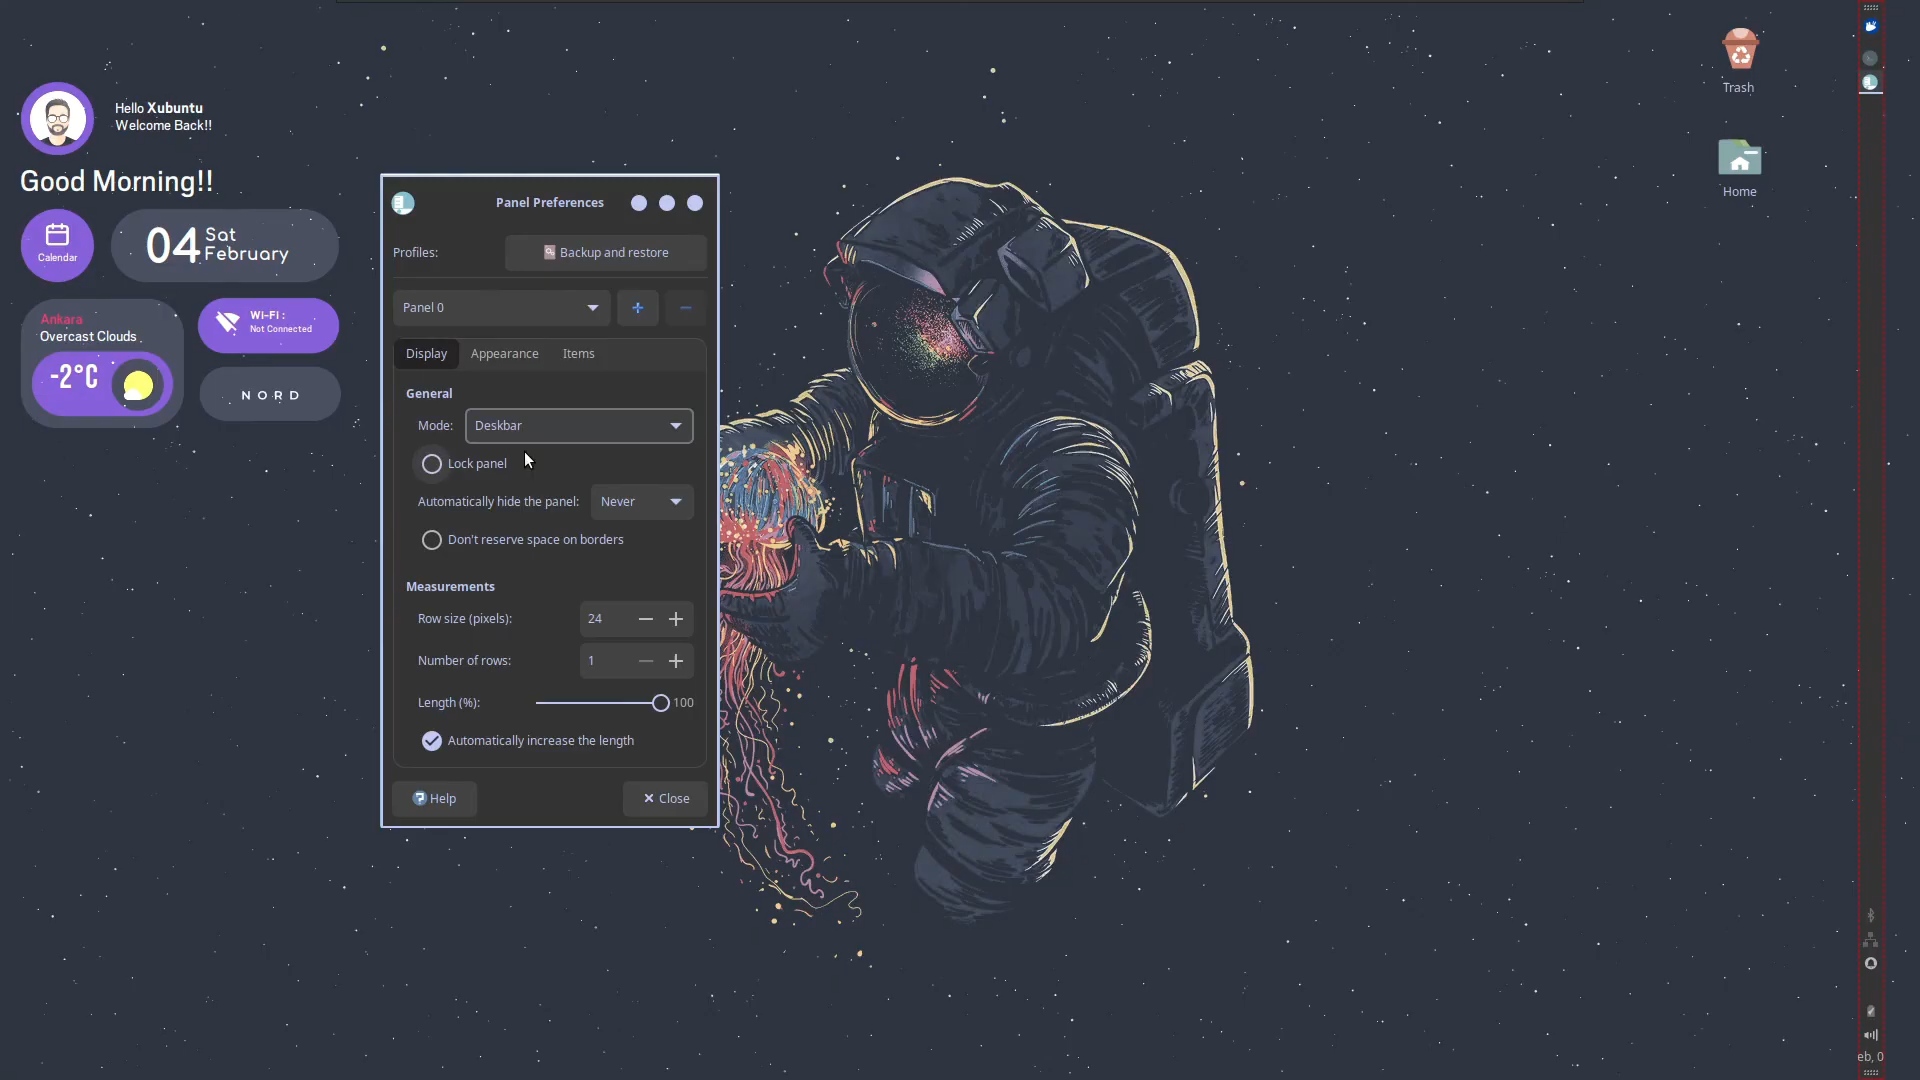 Hello Xubuntu
Welcome Back!!
Good Morning!!
Calendar
04 Sat
February
Ankara
Overcast Clouds
-2°C
Wi-Fi :
Not Connected
NORD
Panel Preferences
Profiles:
Backup and restore
Panel 0
Display
Appearance
Items
General
Mode:
Deskbar
Lock panel
Automatically hide the panel:
Never
Don't reserve space on borders
Measurements
Row size (pixels):
24
Number of rows:
1
Length (%):
100
Automatically increase the length
Help
Close
Trash
Home
eb, 0